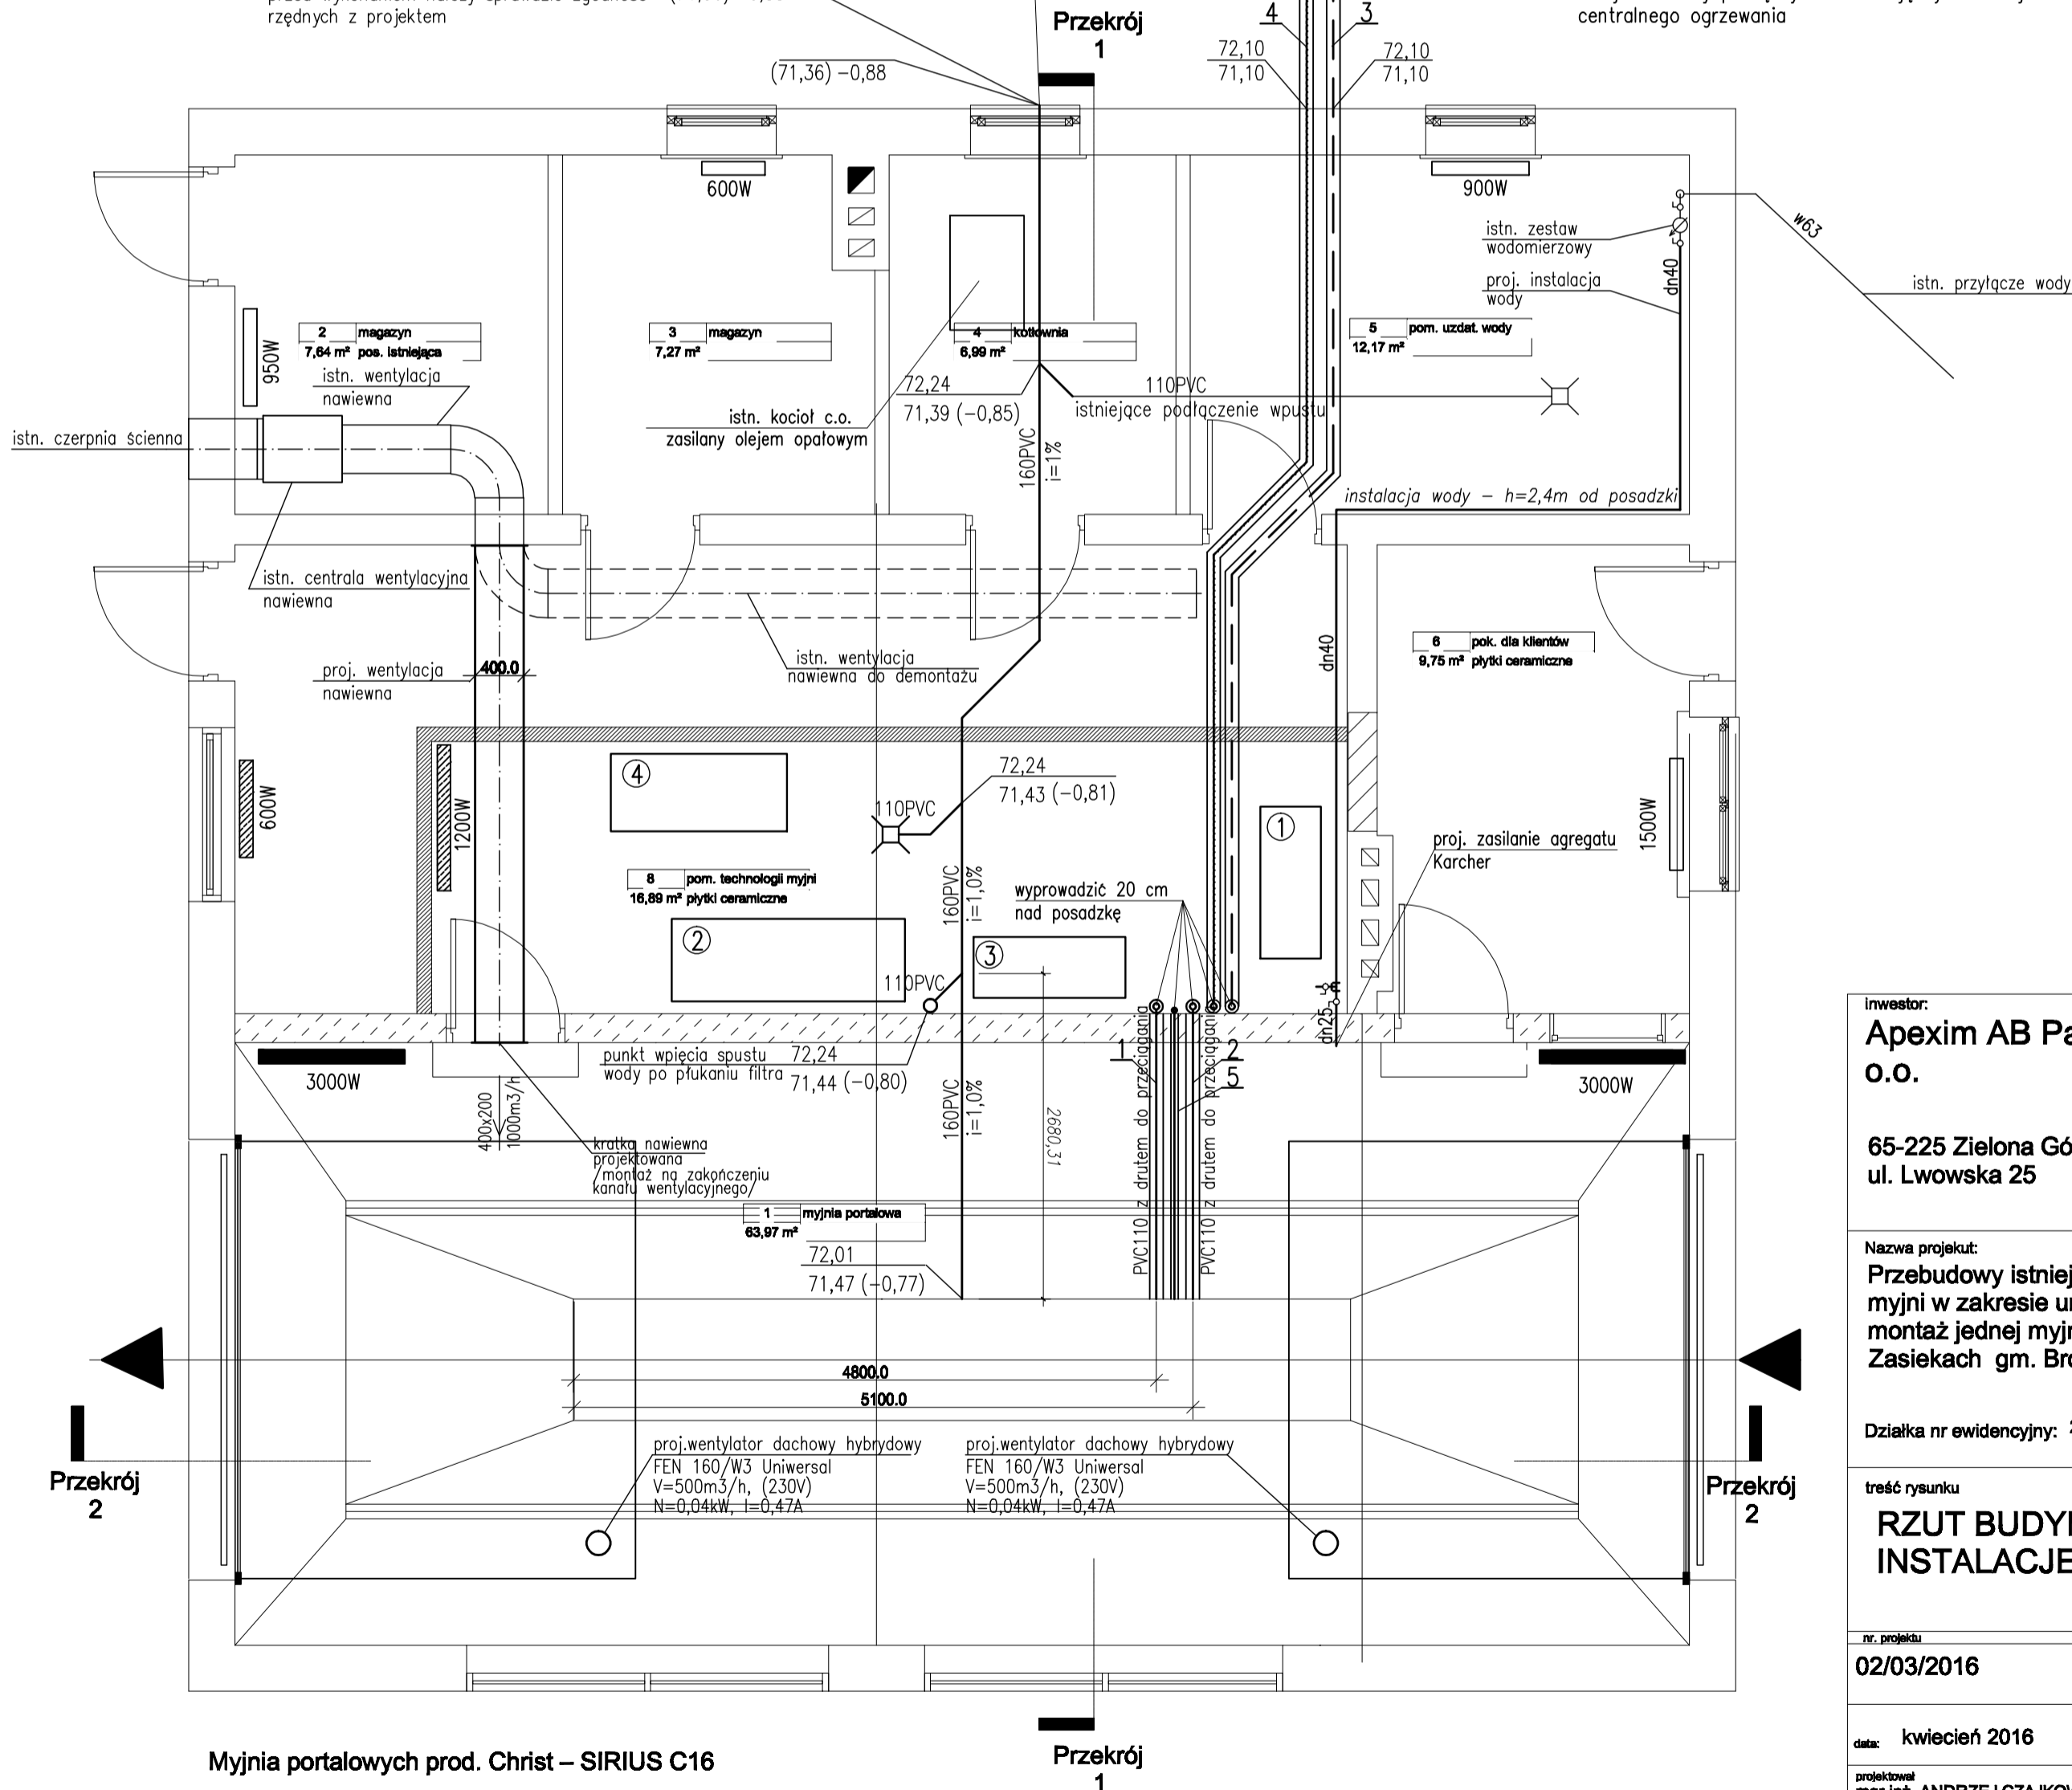 rzędnych z projektem
Przekrój
1
(71,36) -0,88
4
3
72,10
71,10
72,10
71,10
centralnego ogrzewania
600W
900W
istn. zestaw
wodomierzowy
proj. instalacja
wody
dn40
w63
istn. przyłącze wody
950W
2 magazyn
7,64 m² pos. istniejąca
3 magazyn
7,27 m²
4 kotłownia
6,99 m²
5 pom. uzdat. wody
12,17 m²
istn. wentylacja
nawiewna
istn. kocioł c.o.
zasilany olejem opałowym
72,24
71,39 (-0,85)
110PVC
istniejące podłączenie wpustu
istn. czerpnia ścienna
160PVC
i=1%
instalacja wody – h=2,4m od posadzki
istn. centrala wentylacyjna
nawiewna
proj. wentylacja
nawiewna
400.0
istn. wentylacja
nawiewna do demontażu
dn40
6 pok. dla klientów
9,75 m² płytki ceramiczne
600W
1200W
4
72,24
71,43 (-0,81)
110PVC
1
1500W
proj. zasilanie agregatu
Karcher
8 pom. technologii myjni
16,89 m² płytki ceramiczne
160PVC
i=1,0%
wyprowadzić 20 cm
nad posadzkę
2
3
110PVC
dn25
3000W
punkt wpięcia spustu
wody po płukaniu filtra
72,24
71,44 (-0,80)
1
2
5
3000W
400x200
1000m3/h
160PVC
i=1,0%
2680,31
PVC110 z drutem do przeciągania
PVC110 z drutem do przeciągania
kratka nawiewna
projektowana
/montaż na zakończeniu
kanału wentylacyjnego/
1 myjnia portalowa
63,97 m²
72,01
71,47 (-0,77)
4800.0
5100.0
proj.wentylator dachowy hybrydowy
FEN 160/W3 Uniwersal
V=500m3/h, (230V)
N=0,04kW, I=0,47A
proj.wentylator dachowy hybrydowy
FEN 160/W3 Uniwersal
V=500m3/h, (230V)
N=0,04kW, I=0,47A
Przekrój
2
Przekrój
2
Myjnia portalowych prod. Christ – SIRIUS C16
Przekrój
1
inwestor:
Apexim AB
o.o.
65-225 Zielona
ul. Lwowska 25
Nazwa projekut:
Przebudowy
myjni w zakresie
montaż jednej
Zasiekach gm.
Działka nr ewidencyjny:
treść rysunku
RZUT
INSTALACJE
nr. projektu
02/03/2016
data: kwiecień 2016
projektował